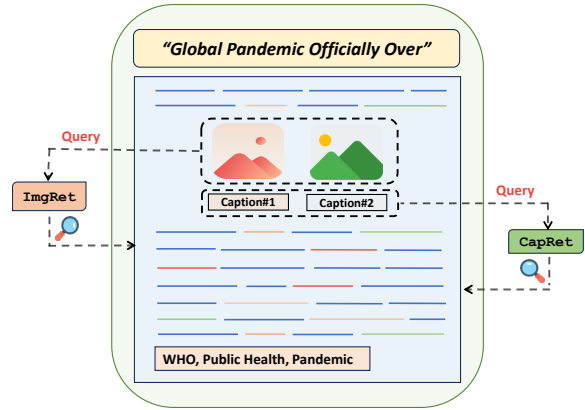 “Global Pandemic Officially Over”
Query
ImgRet
Caption#1
Caption#2
Query
CapRet
WHO, Public Health, Pandemic